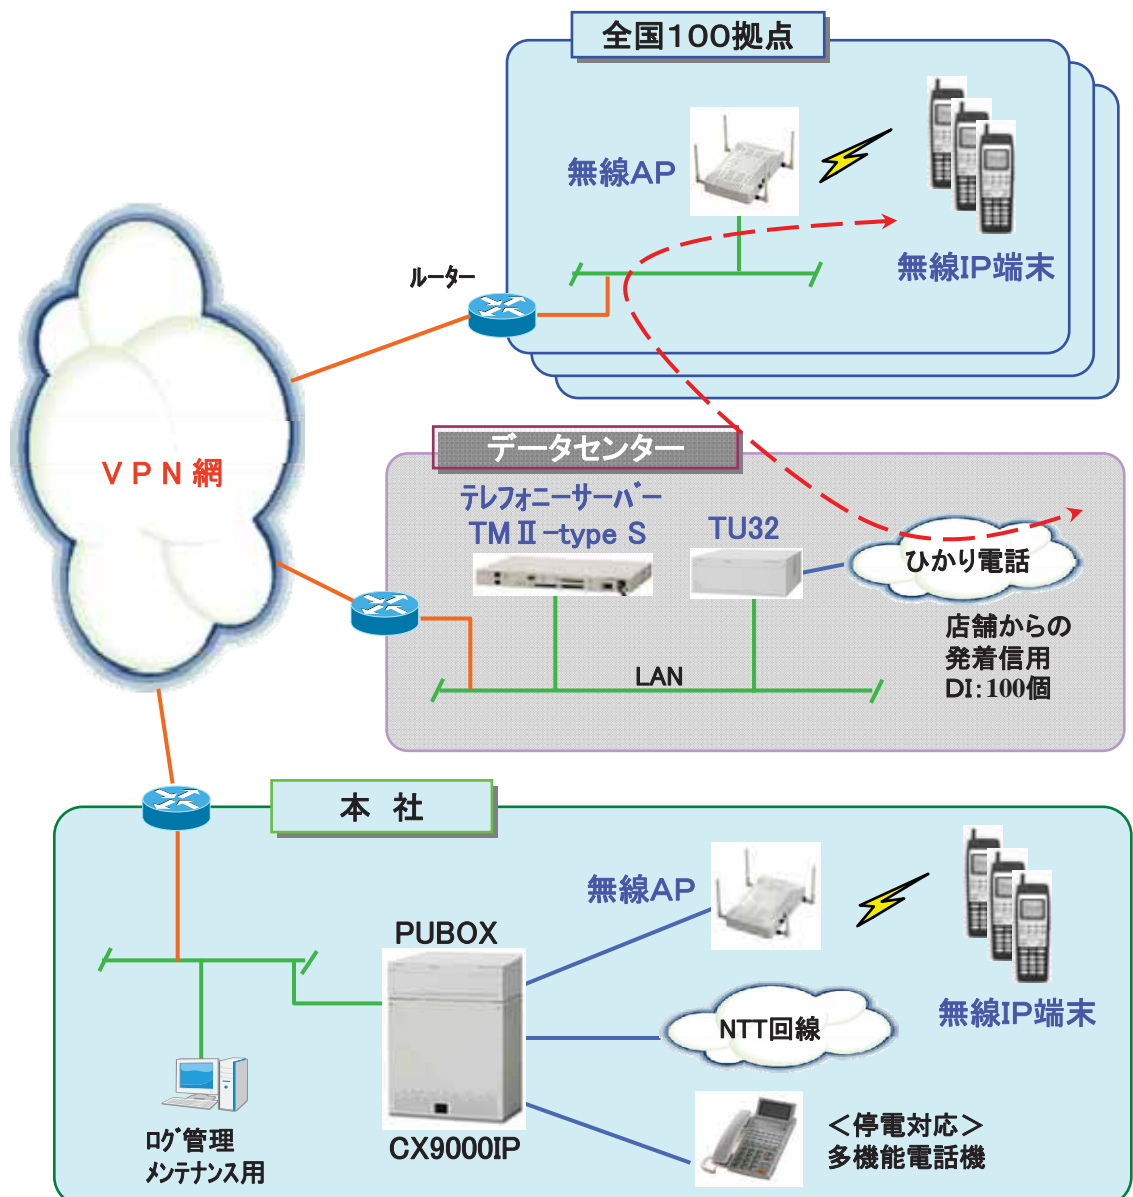 全国100拠点
無線AP
無線IP端末
ルーター
VPN網
データセンター
テレフォニーサーバー
TMⅡ-type S
TU32
ひかり電話
店舗からの
発着信用
DI:100個
LAN
本 社
無線AP
PUBOX
無線IP端末
NTT回線
CX9000IP
ログ管理
メンテナンス用
<停電対応>
多機能電話機